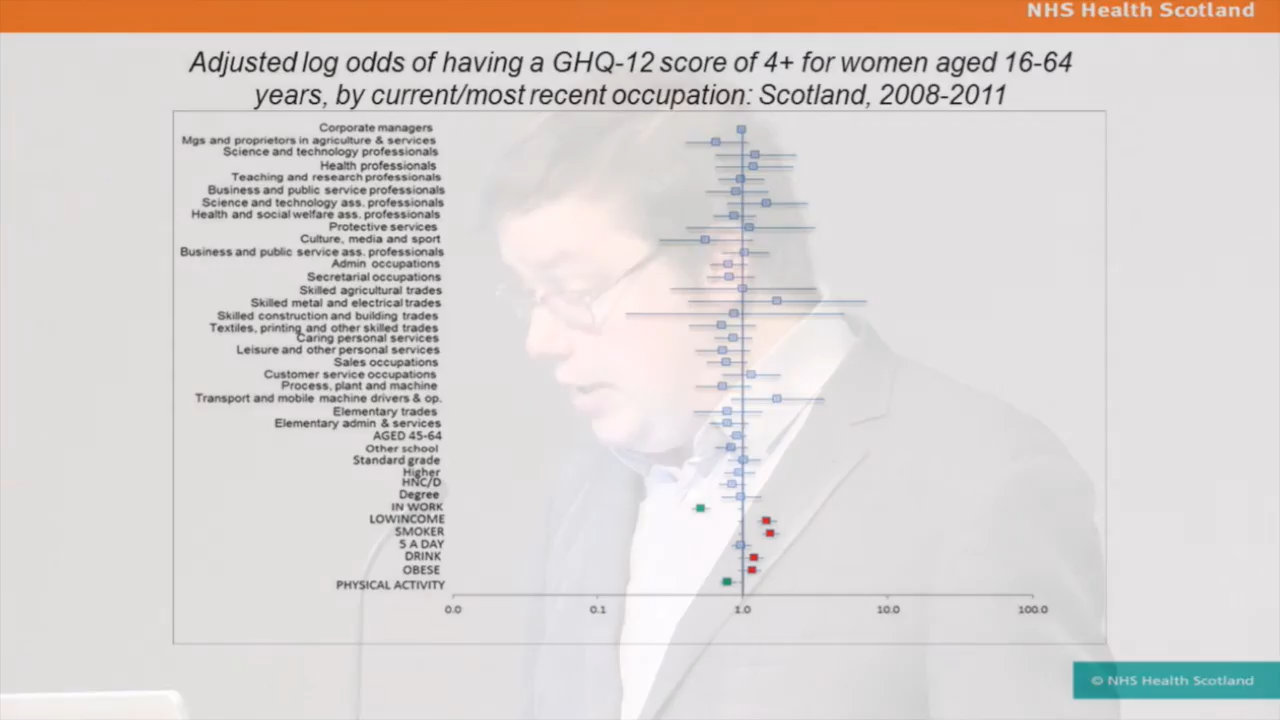 NHS Health Scotland
Adjusted log odds of having a GHQ-12 score of 4+ for women aged 16-64
years, by current/most recent occupation: Scotland, 2008-2011
Corporate managers
Mgs and proprietors in agriculture & services
Science and technology professionals
Health professionals
Teaching and research professionals
Business and public service professionals
Science and technology ass. professionals
Health and social welfare ass. professionals
Protective services
Culture, media and sport
Business and public service ass. professionals
Admin occupations
Secretarial occupations
Skilled agricultural trades
Skilled metal and electrical trades
Skilled construction and building trades
Textiles, printing and other skilled trades
Caring personal services
Leisure and other personal services
Sales occupations
Customer service occupations
Process, plant and machine
Transport and mobile machine drivers & op.
Elementary trades
Elementary admin & services
AGED 45-64
Other school
Standard grade
Higher
HNC/D
Degree
IN WORK
LOWINCOME
SMOKER
5 A DAY
DRINK
OBESE
PHYSICAL ACTIVITY
0.0 0.1 1.0 10.0 100.0
© NHS Health Scotland